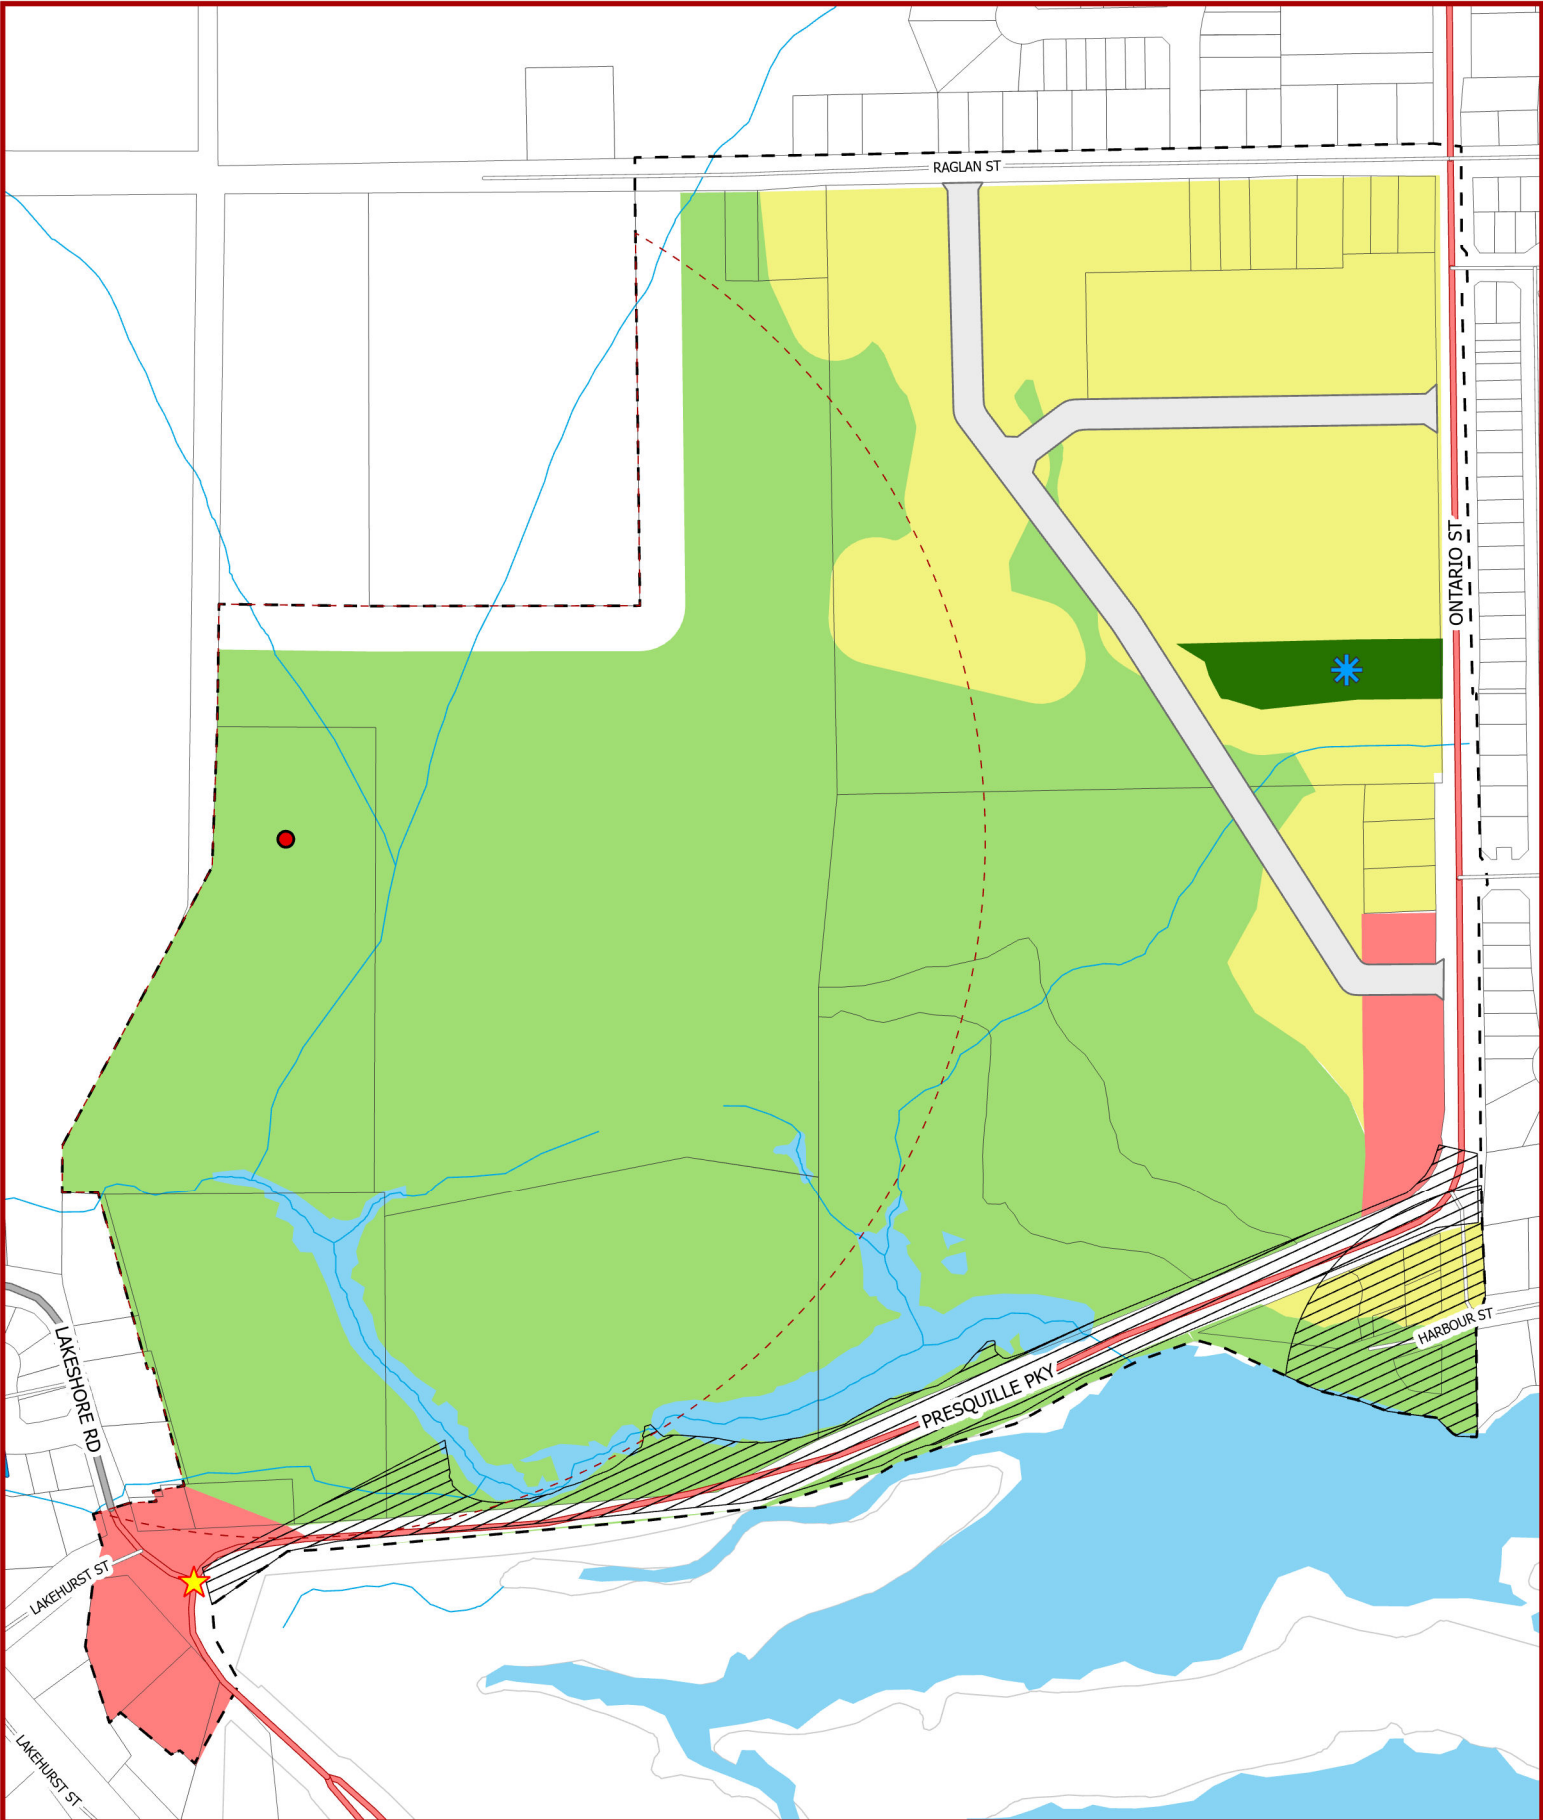 RAGLAN ST
ONTARIO ST
HARBOUR ST
LAKESHORE RD
PRESQUILLE PKY
LAKEHURST ST
LAKEHURST ST